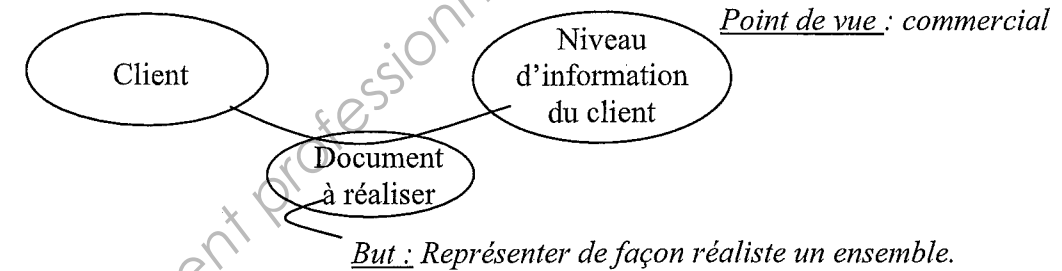 Point de vue : commercial
Client
Niveau
d'information
du client
Document
à réaliser
But : Représenter de façon réaliste un ensemble.